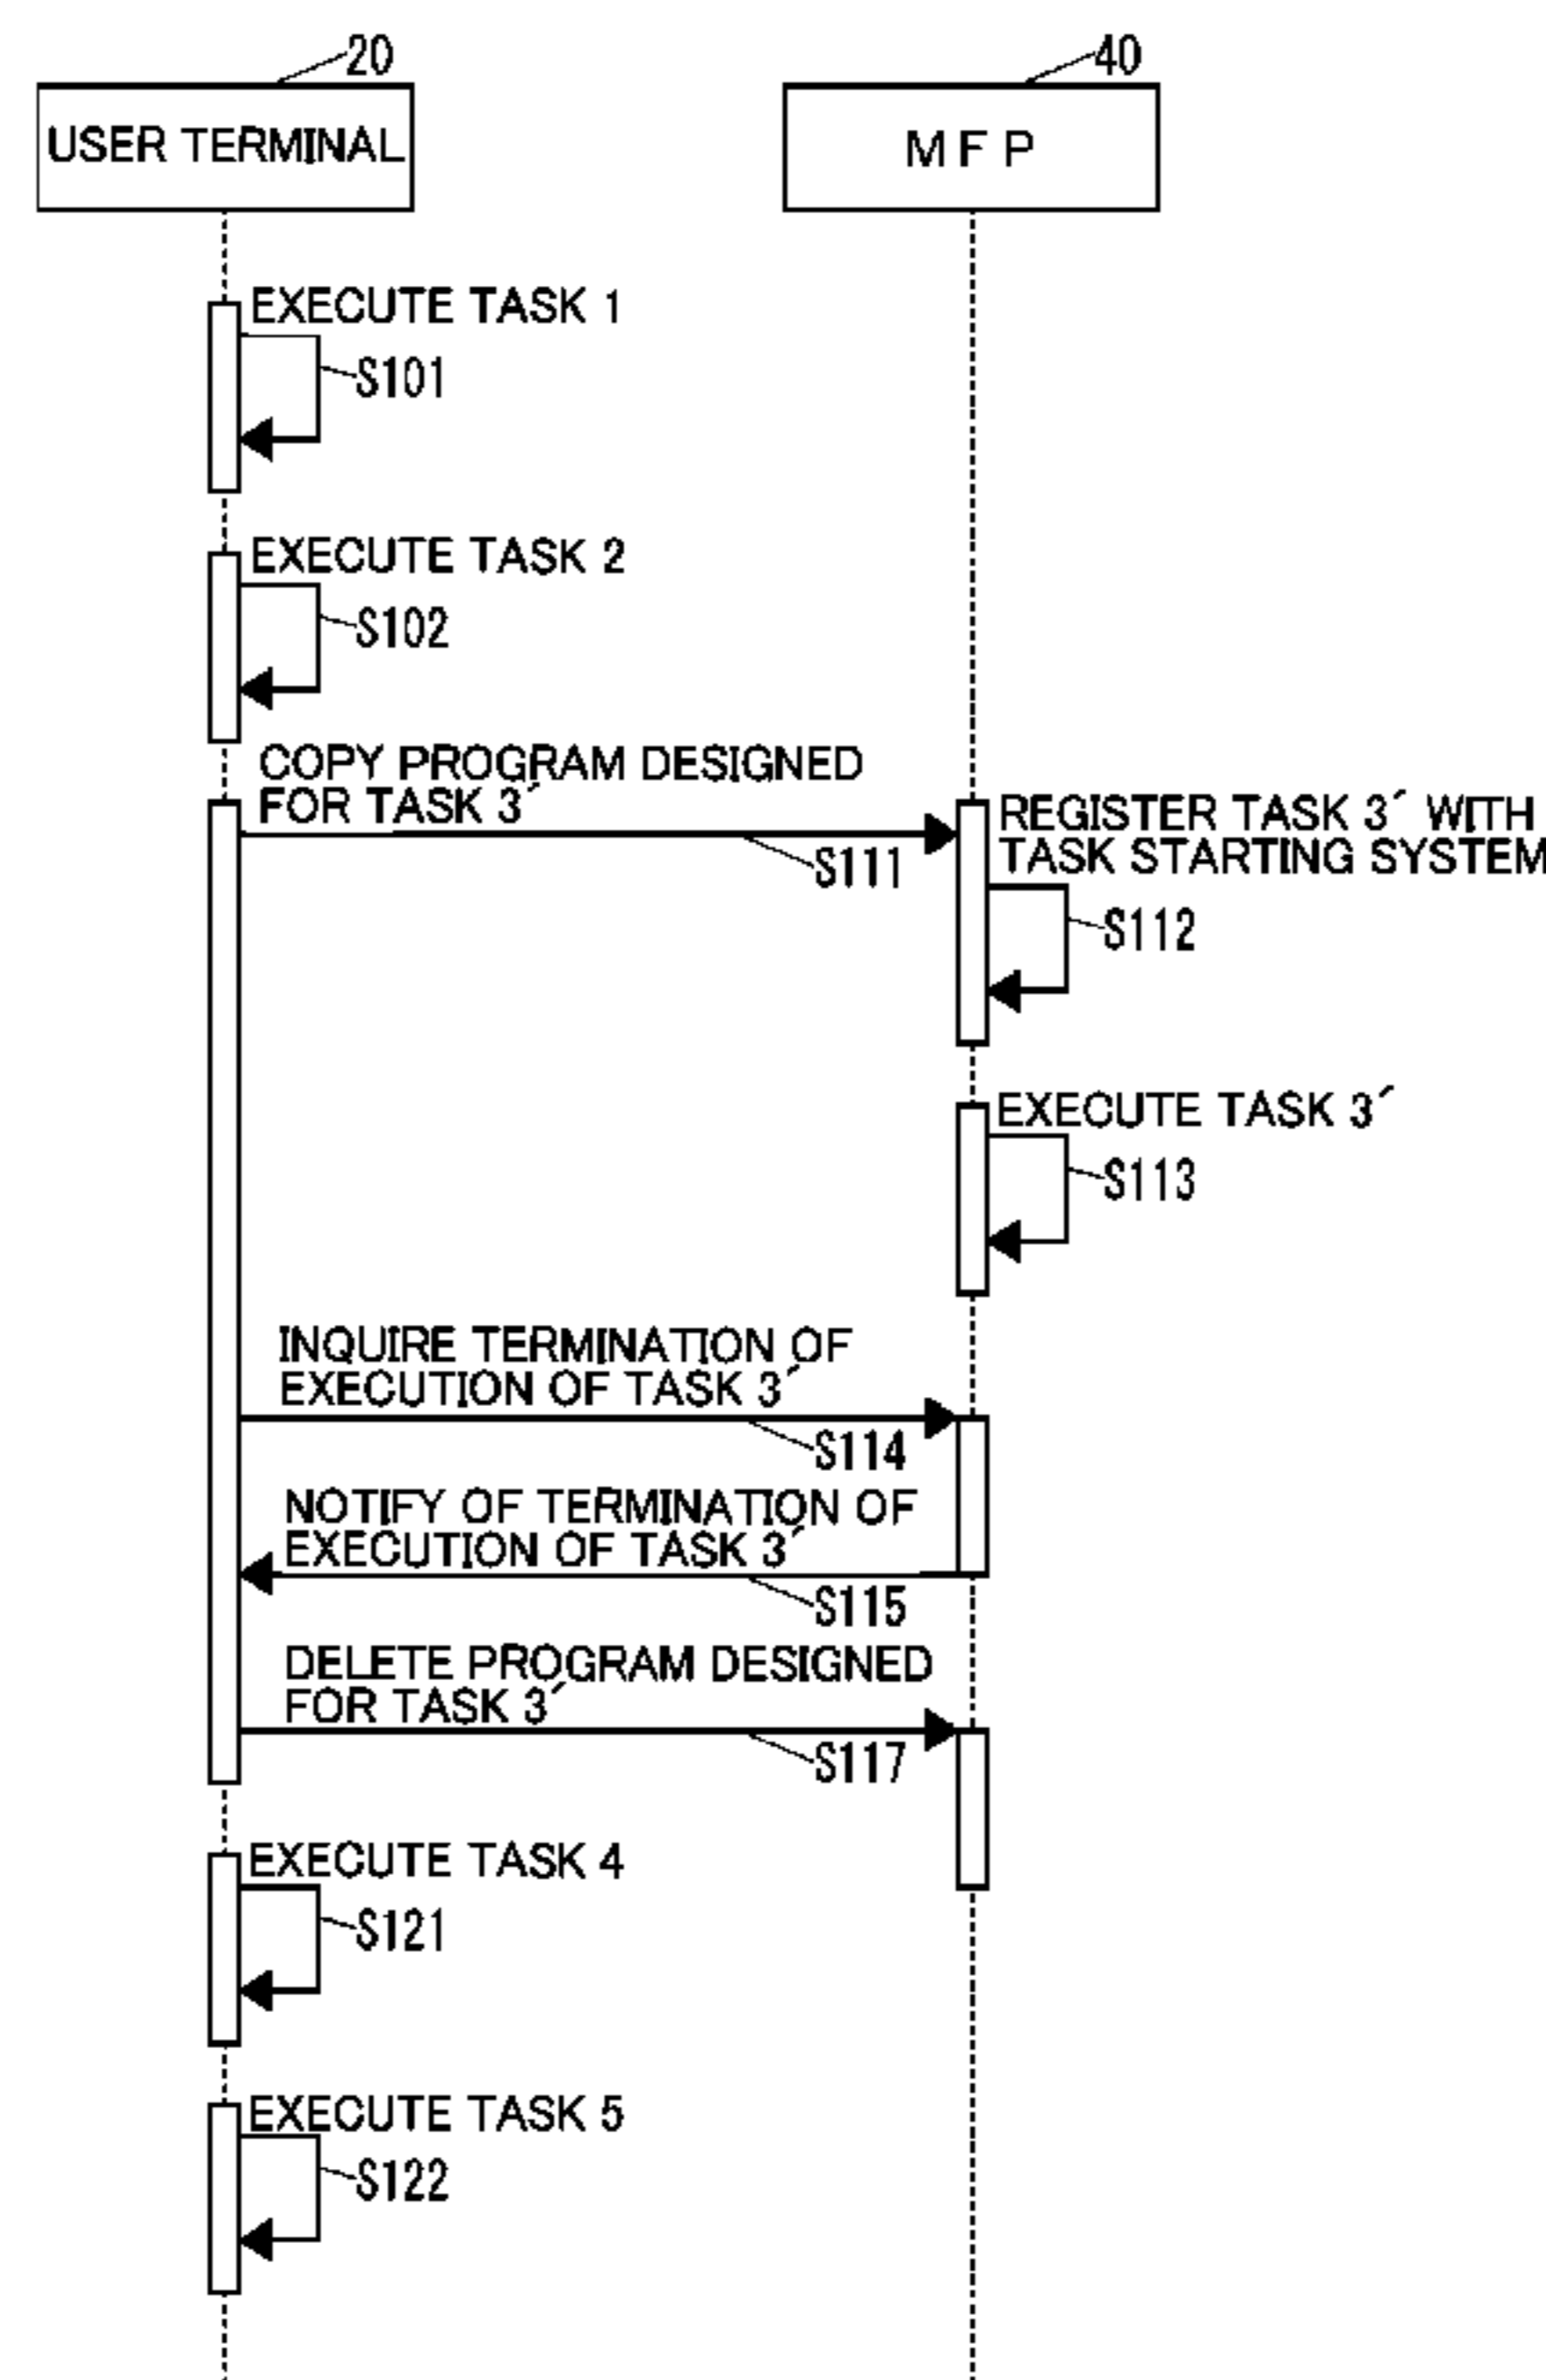 20
40
USER TERMINAL
M F P
EXECUTE TASK 1
S101
EXECUTE TASK 2
S102
COPY PROGRAM DESIGNED
FOR TASK 3´
REGISTER TASK 3´ WITH
TASK STARTING SYSTEM
S111
S112
EXECUTE TASK 3´
S113
INQUIRE TERMINATION OF
EXECUTION OF TASK 3´
S114
NOTIFY OF TERMINATION OF
EXECUTION OF TASK 3´
S115
DELETE PROGRAM DESIGNED
FOR TASK 3´
S117
EXECUTE TASK 4
S121
EXECUTE TASK 5
S122